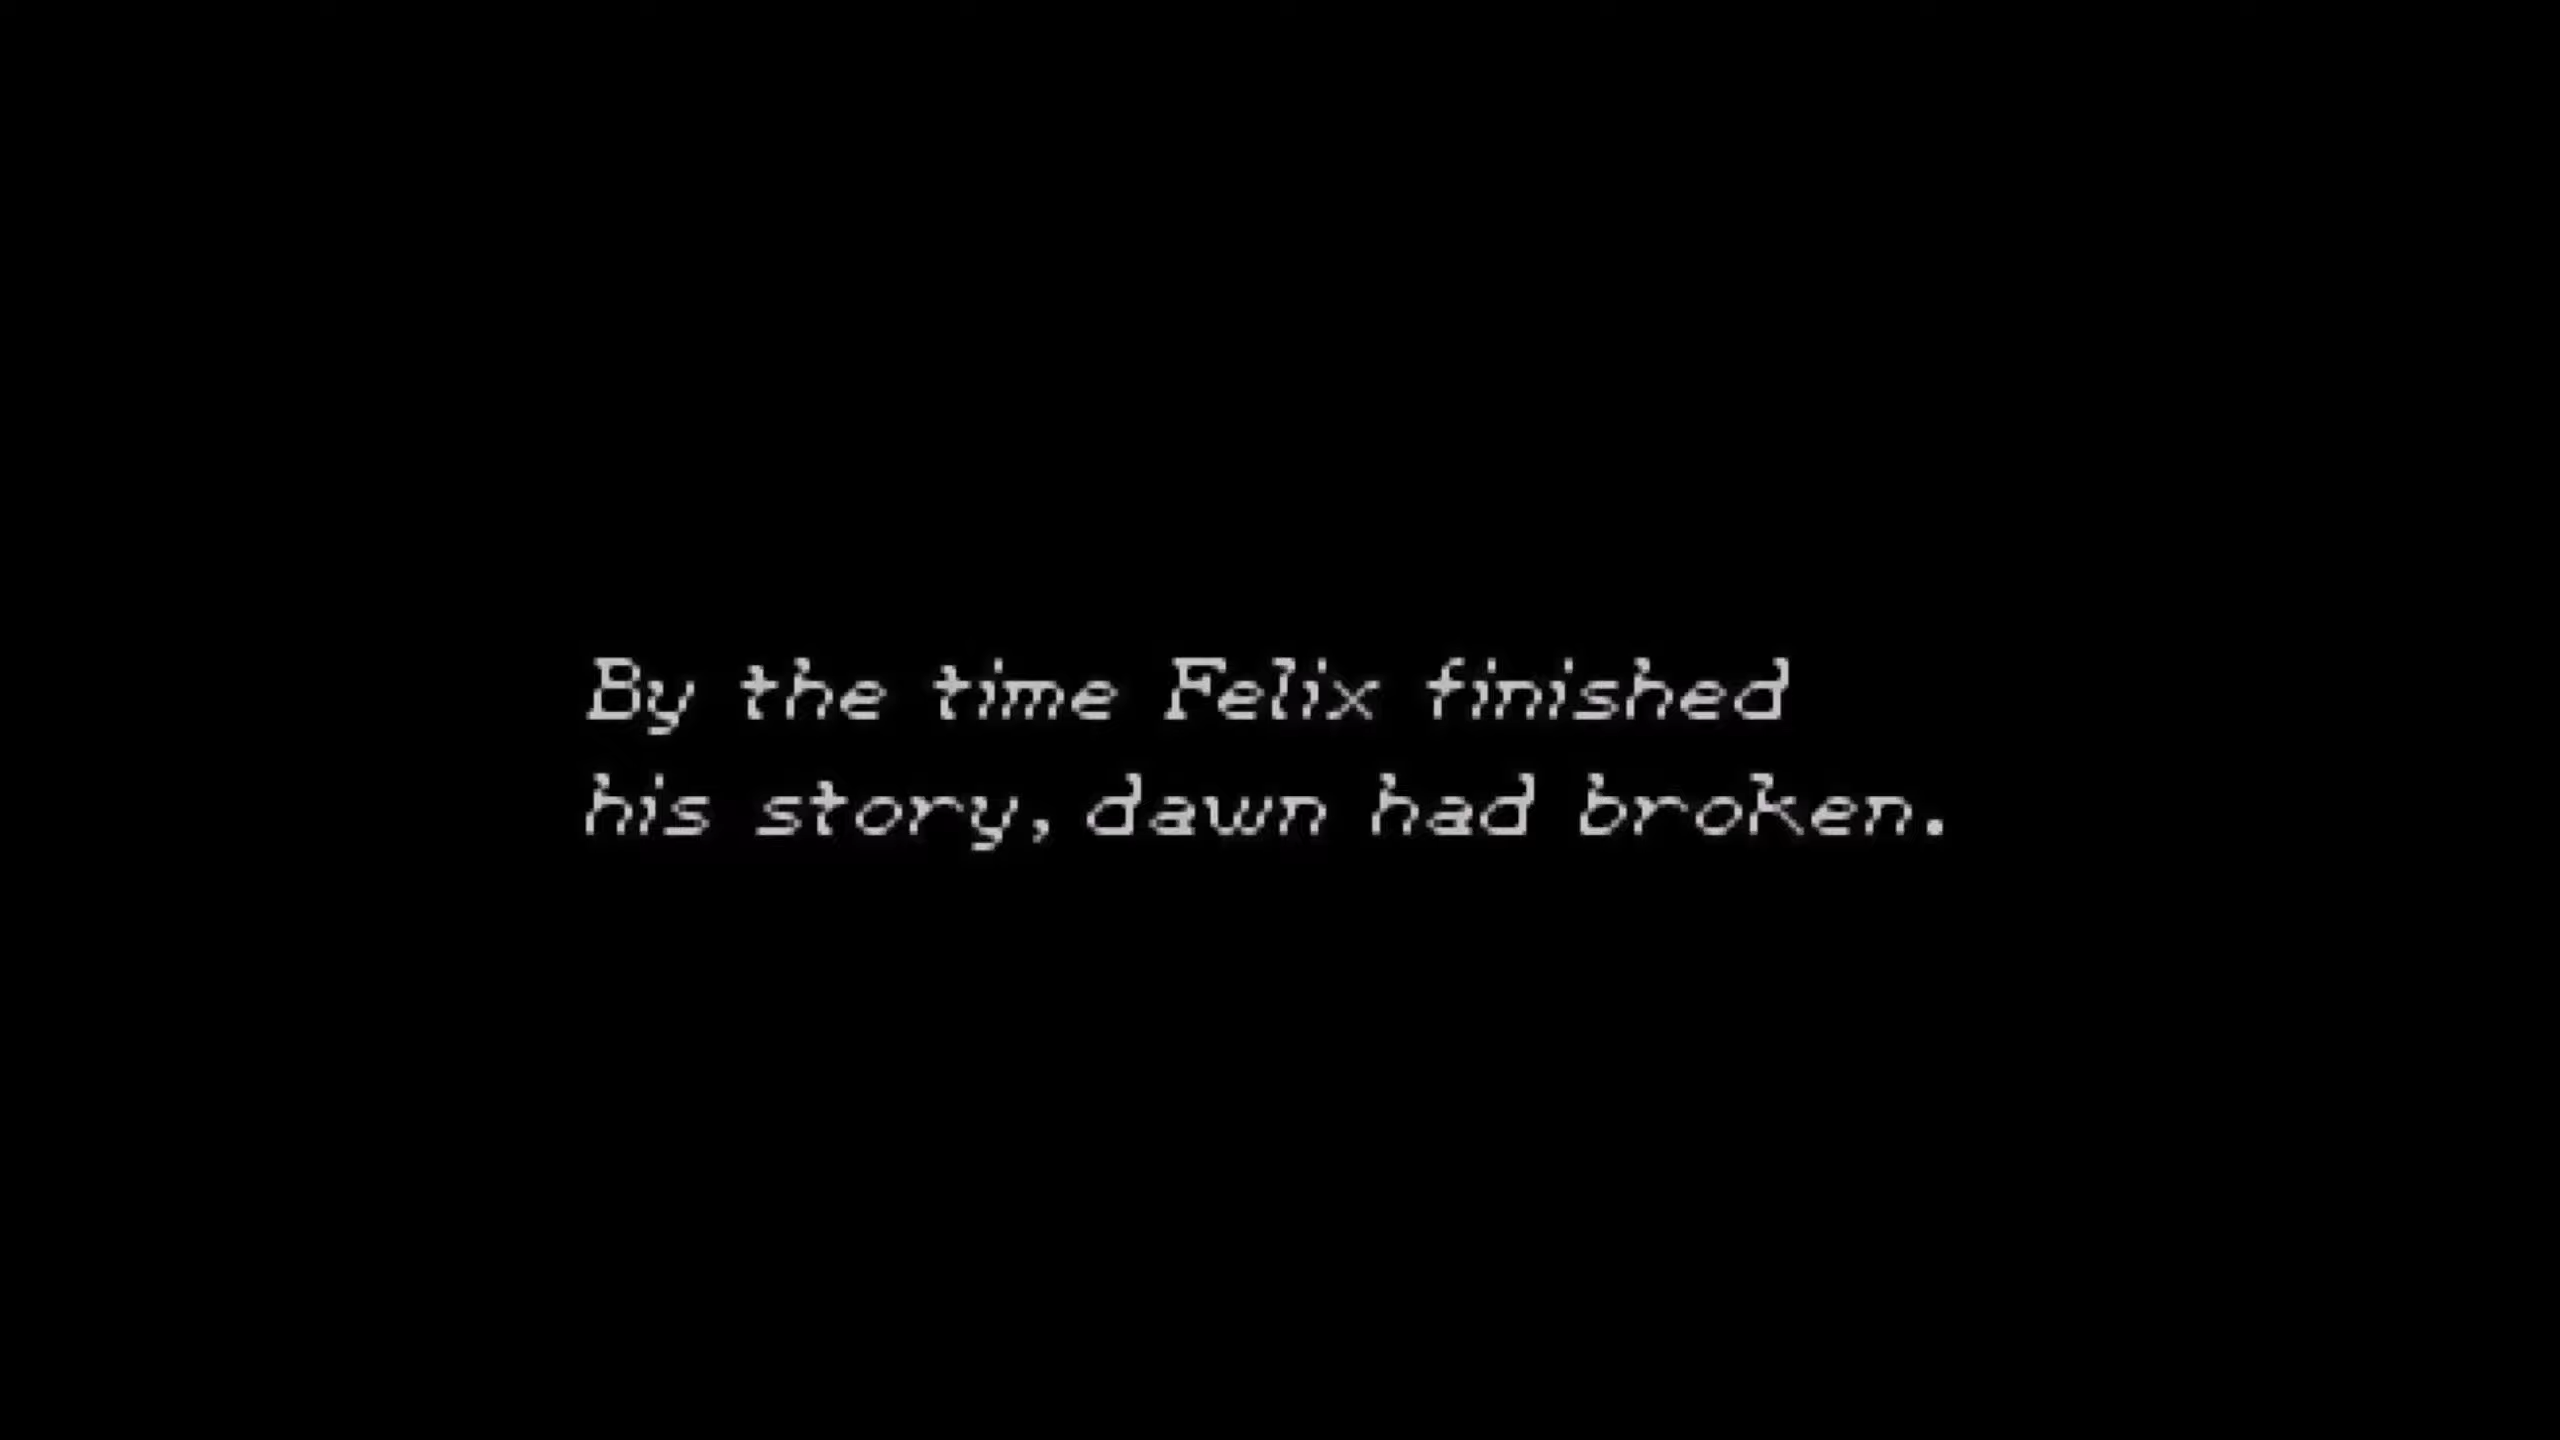 By the time Felix finished
his story, dawn had broken.